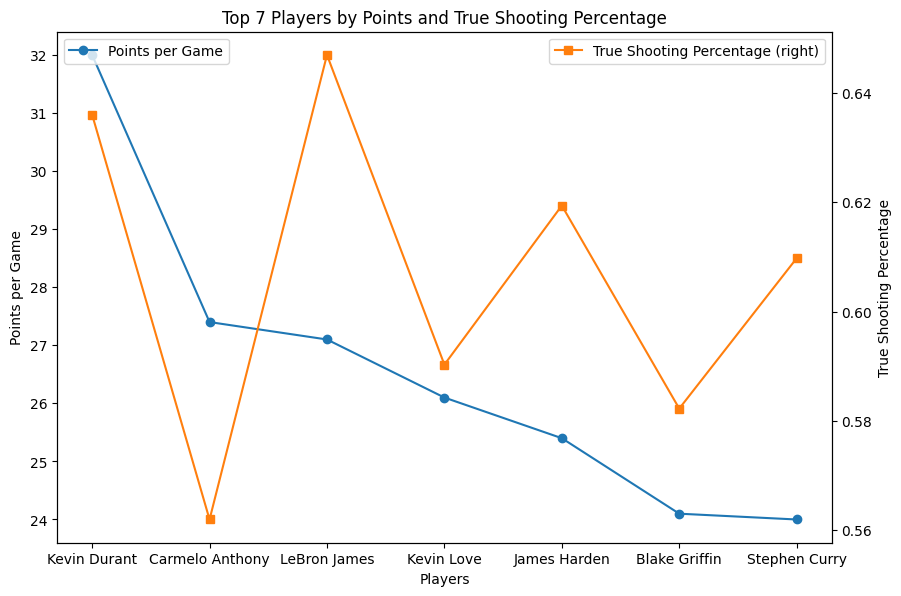 Top 7 Players by Points and True Shooting Percentage
Points per Game
True Shooting Percentage (right)
32
31
30
29
28
27
26
25
24
Points per Game
0.64
0.62
0.60
0.58
0.56
True Shooting Percentage
Kevin Durant Carmelo Anthony LeBron James Kevin Love James Harden Blake Griffin Stephen Curry
Players